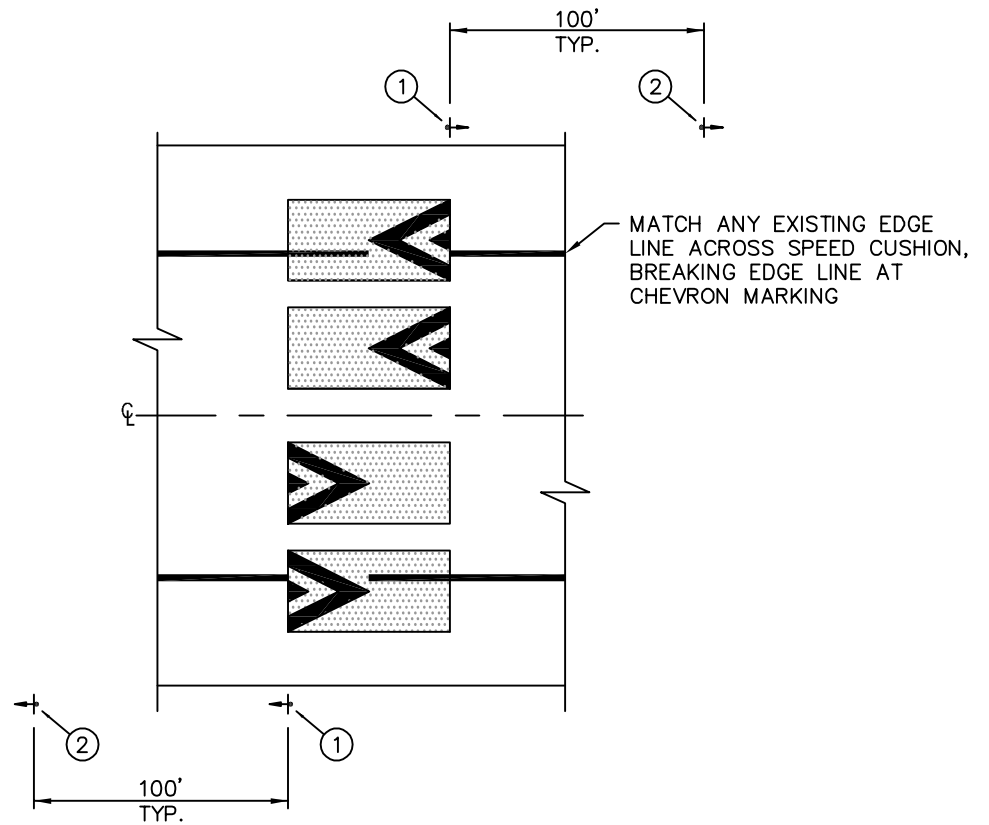 100'
TYP.
1
2
MATCH ANY EXISTING EDGE
LINE ACROSS SPEED CUSHION,
BREAKING EDGE LINE AT
CHEVRON MARKING
℄
2
1
100'
TYP.